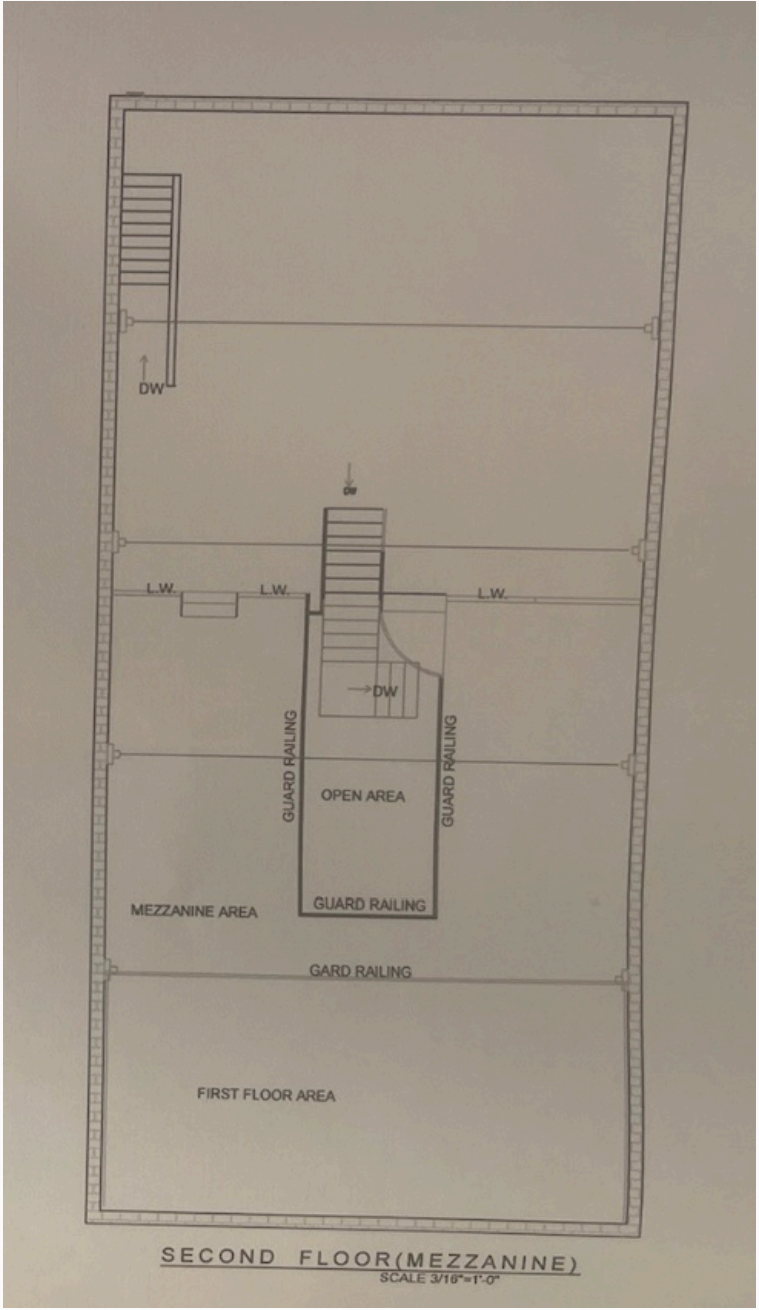 DW
DW
L.W.
L.W.
L.W.
DW
GUARD RAILING
GUARD RAILING
OPEN AREA
GUARD RAILING
MEZZANINE AREA
GARD RAILING
FIRST FLOOR AREA
SECOND FLOOR(MEZZANINE)
SCALE 3/16"=1'-0"